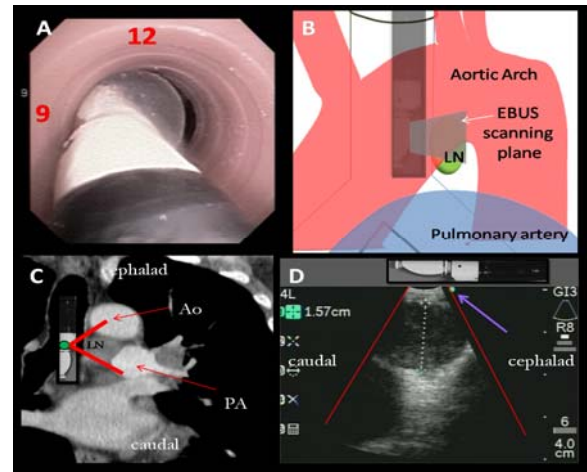 A
12
9
B
Aortic Arch
EBUS
scanning
plane
LN
Pulmonary artery
C
cephalad
Ao
LN
PA
caudal
D
4L
1.57cm
caudal
cephalad
GI3
R8
6
4.0
cm